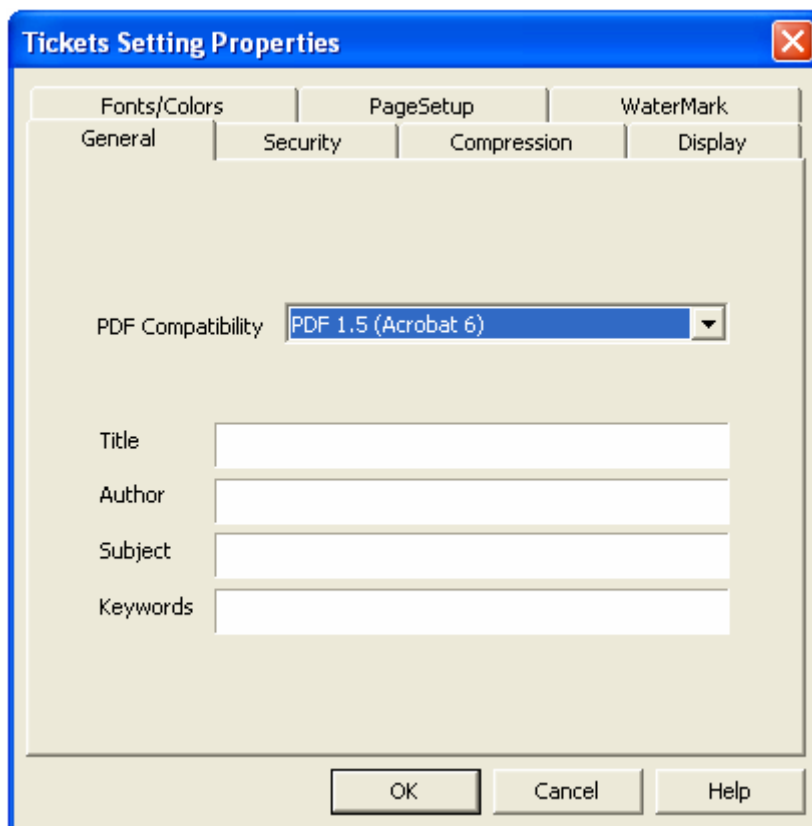 Tickets Setting Properties
Fonts/Colors PageSetup WaterMark
General Security Compression Display
PDF Compatibility PDF 1.5 (Acrobat 6)
Title
Author
Subject
Keywords
OK Cancel Help